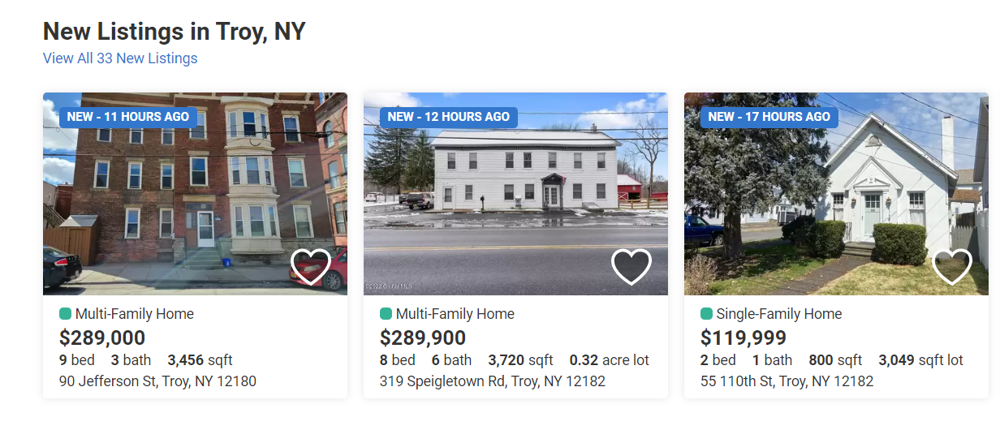 New Listings in Troy, NY
View All 33 New Listings
NEW - 11 HOURS AGO
Multi-Family Home
$289,000
9 bed 3 bath 3,456 sqft
90 Jefferson St, Troy, NY 12180
NEW - 12 HOURS AGO
©2022 Global MLS
Multi-Family Home
$289,900
8 bed 6 bath 3,720 sqft 0.32 acre lot
319 Speigletown Rd, Troy, NY 12182
NEW - 17 HOURS AGO
Single-Family Home
$119,999
2 bed 1 bath 800 sqft 3,049 sqft lot
55 110th St, Troy, NY 12182